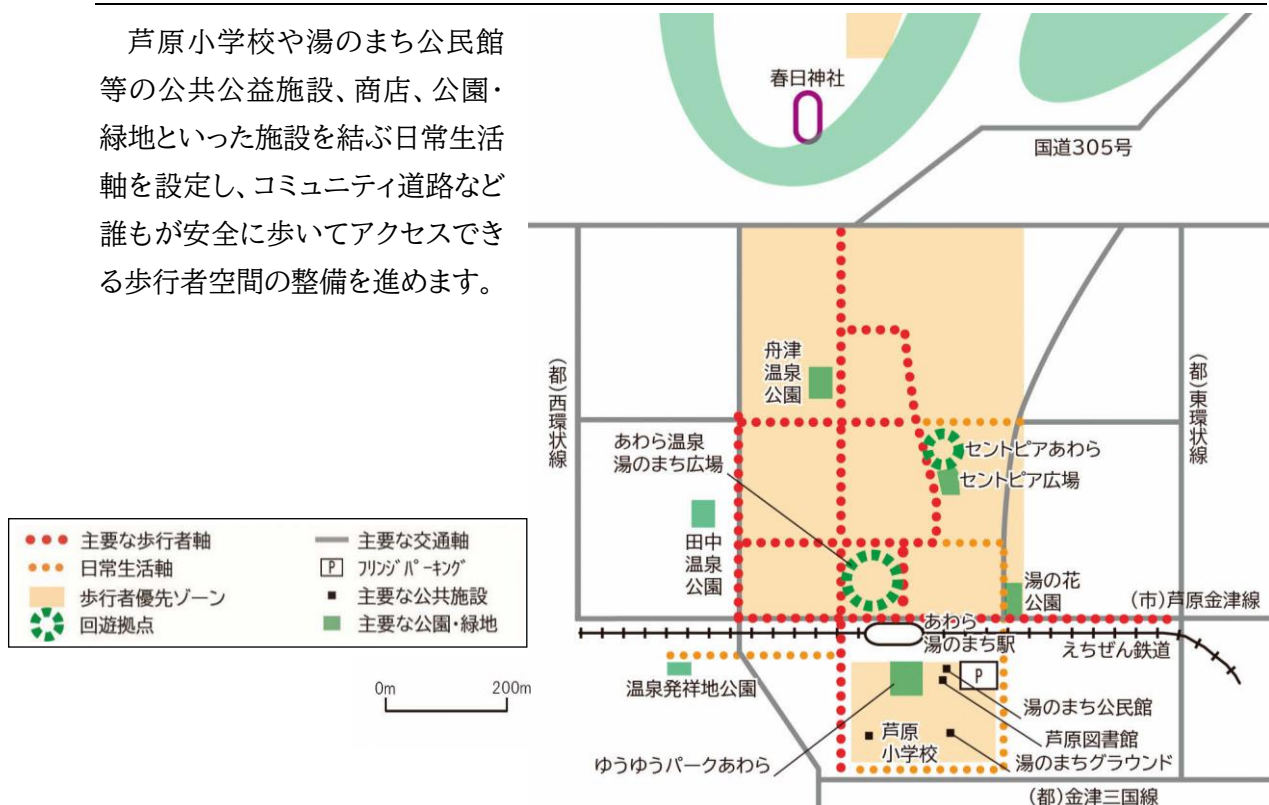 芦原小学校や湯のまち公民館
等の公共公益施設、商店、公園・
緑地といった施設を結ぶ日常生活
軸を設定し、コミュニティ道路など
誰もが安全に歩いてアクセスでき
る歩行者空間の整備を進めます。
春日神社
国道305号
(都)西環状線
(都)東環状線
舟津
温泉
公園
あわら温泉
湯のまち広場
セントピアあわら
セントピア広場
田中
温泉
公園
湯の花
公園
(市)芦原金津線
あわら
湯のまち駅
えちぜん鉄道
温泉発祥地公園
P
湯のまち公民館
芦原図書館
湯のまちグラウンド
芦原
小学校
ゆうゆうパークあわら
(都)金津三国線
主要な歩行者軸
日常生活軸
歩行者優先ゾーン
回遊拠点
主要な交通軸
P フリンジパーキング
主要な公共施設
主要な公園・緑地
0m 200m